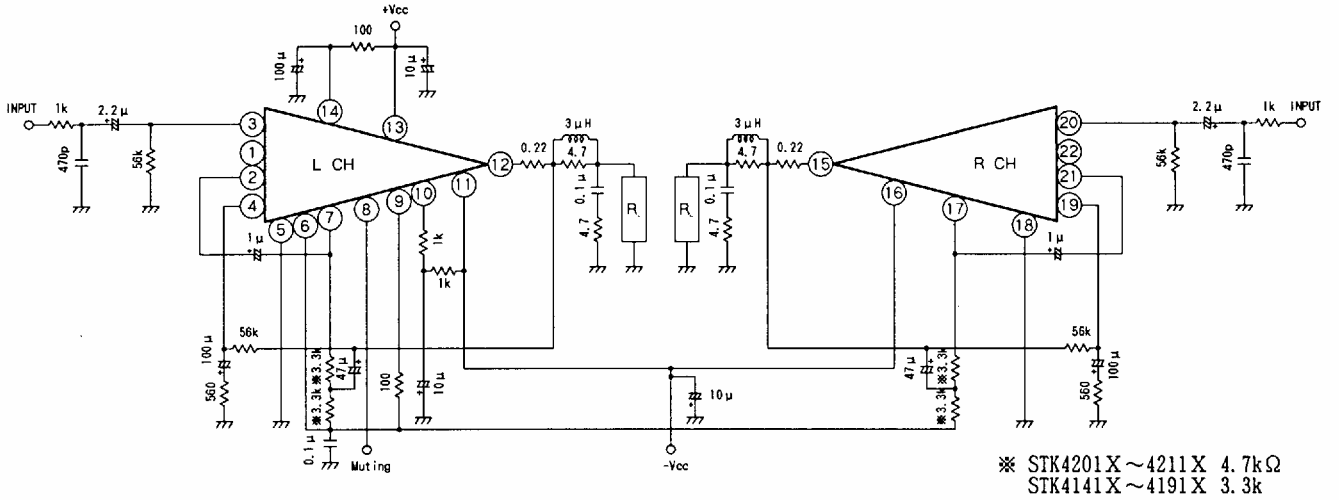 +Vcc
100
100μ
+
10μ
+
14
13
INPUT
1k
2.2μ
+
470p
56k
3
1
2
4
L CH
5
6
7
8
9
10
11
12
0.22
3μH
4.7
0.1μ
4.7
R
1μ
+
1k
1k
56k
100μ
+
560
※3.3k
※3.3k
47μ
+
100
10μ
+
0.1μ
Muting
3μH
4.7
0.22
0.1μ
4.7
R
15
R CH
16
17
18
20
22
21
19
2.2μ
+
1k
INPUT
56k
470p
1μ
+
56k
100μ
+
560
47μ
+
※3.3k
※3.3k
10μ
+
-Vcc
※ STK4201X~4211X 4.7kΩ
STK4141X~4191X 3.3k